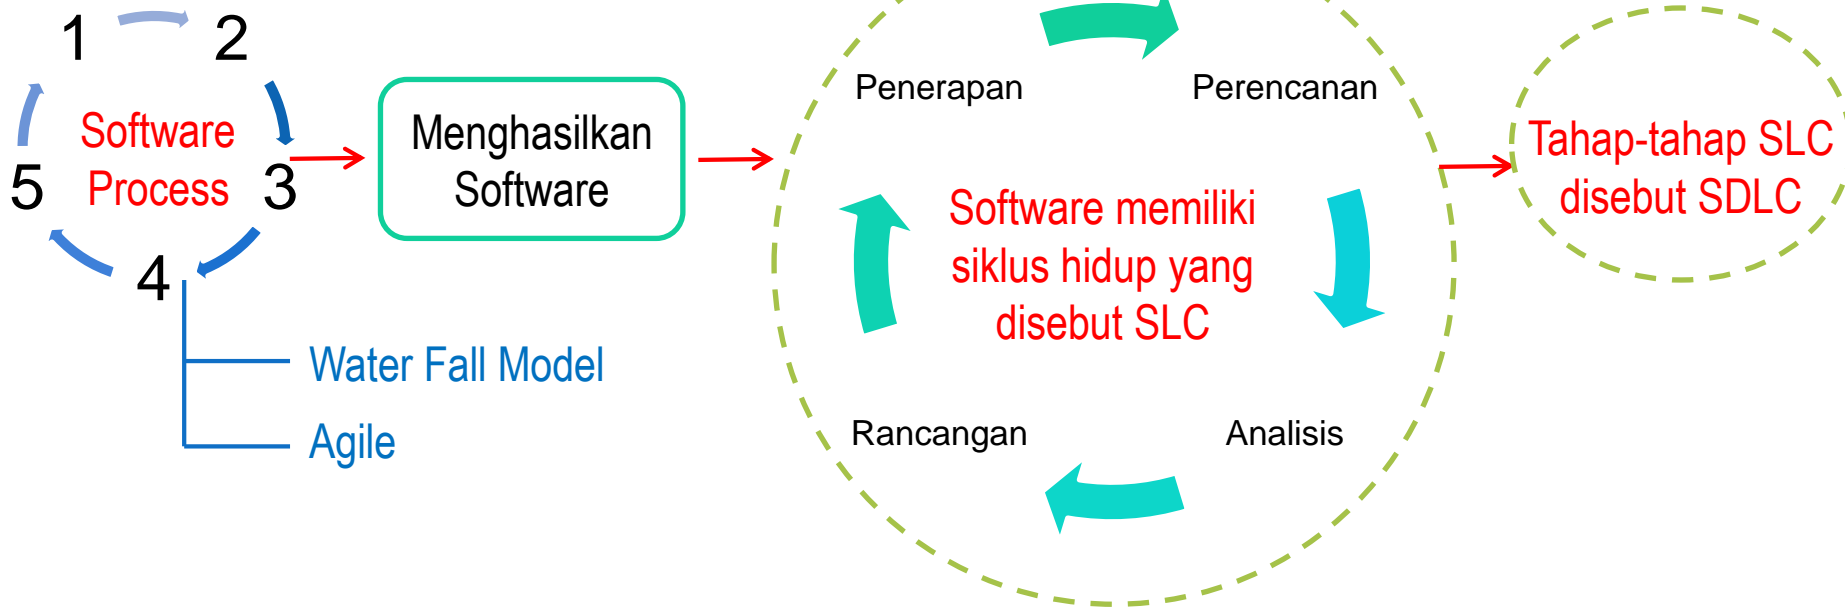 1
2
Software
Process
5
3
4
Water Fall Model
Agile
Menghasilkan
Software
Penerapan
Perencanan
Software memiliki
siklus hidup yang
disebut SLC
Rancangan
Analisis
Tahap-tahap SLC
disebut SDLC